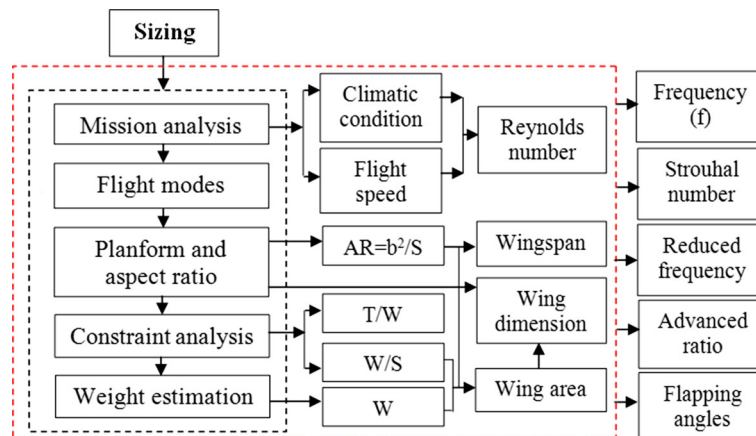 Sizing
Mission analysis
Flight modes
Planform and
aspect ratio
Constraint analysis
Weight estimation
Climatic
condition
Flight
speed
AR=b²/S
T/W
W/S
W
Reynolds
number
Wingspan
Wing
dimension
Wing area
Frequency
(f)
Strouhal
number
Reduced
frequency
Advanced
ratio
Flapping
angles